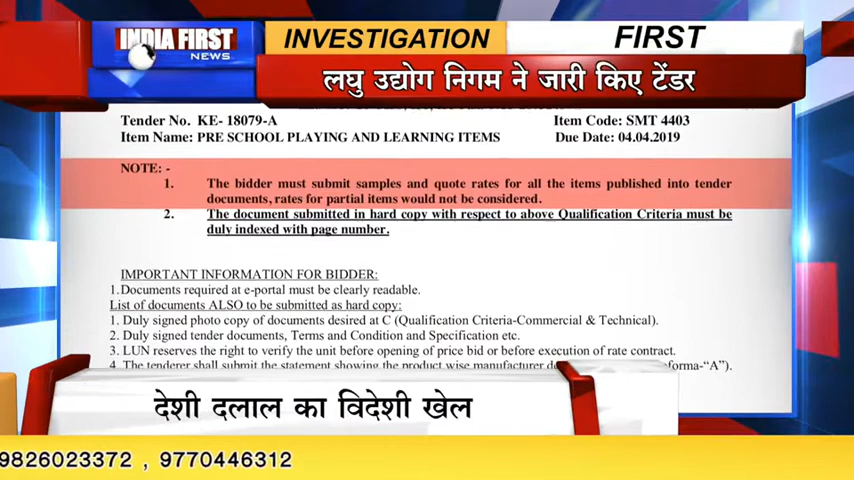 INDIA FIRST
NEWS
INVESTIGATION
FIRST
लघु उद्योग निगम ने जारी किए टेंडर
Tender No. KE- 18079-A
Item Code: SMT 4403
Item Name: PRE SCHOOL PLAYING AND LEARNING ITEMS
Due Date: 04.04.2019
NOTE: -
1. The bidder must submit samples and quote rates for all the items published into tender
documents, rates for partial items would not be considered.
2. The document submitted in hard copy with respect to above Qualification Criteria must be
duly indexed with page number.
IMPORTANT INFORMATION FOR BIDDER:
1.Documents required at e-portal must be clearly readable.
List of documents ALSO to be submitted as hard copy:
1. Duly signed photo copy of documents desired at C (Qualification Criteria-Commercial & Technical).
2. Duly signed tender documents, Terms and Condition and Specification etc.
3. LUN reserves the right to verify the unit before opening of price bid or before execution of rate contract.
4. The tenderer shall submit the statement showing the product wise manufacturer
forma-“A”).
देशी दलाल का विदेशी खेल
9826023372 , 9770446312